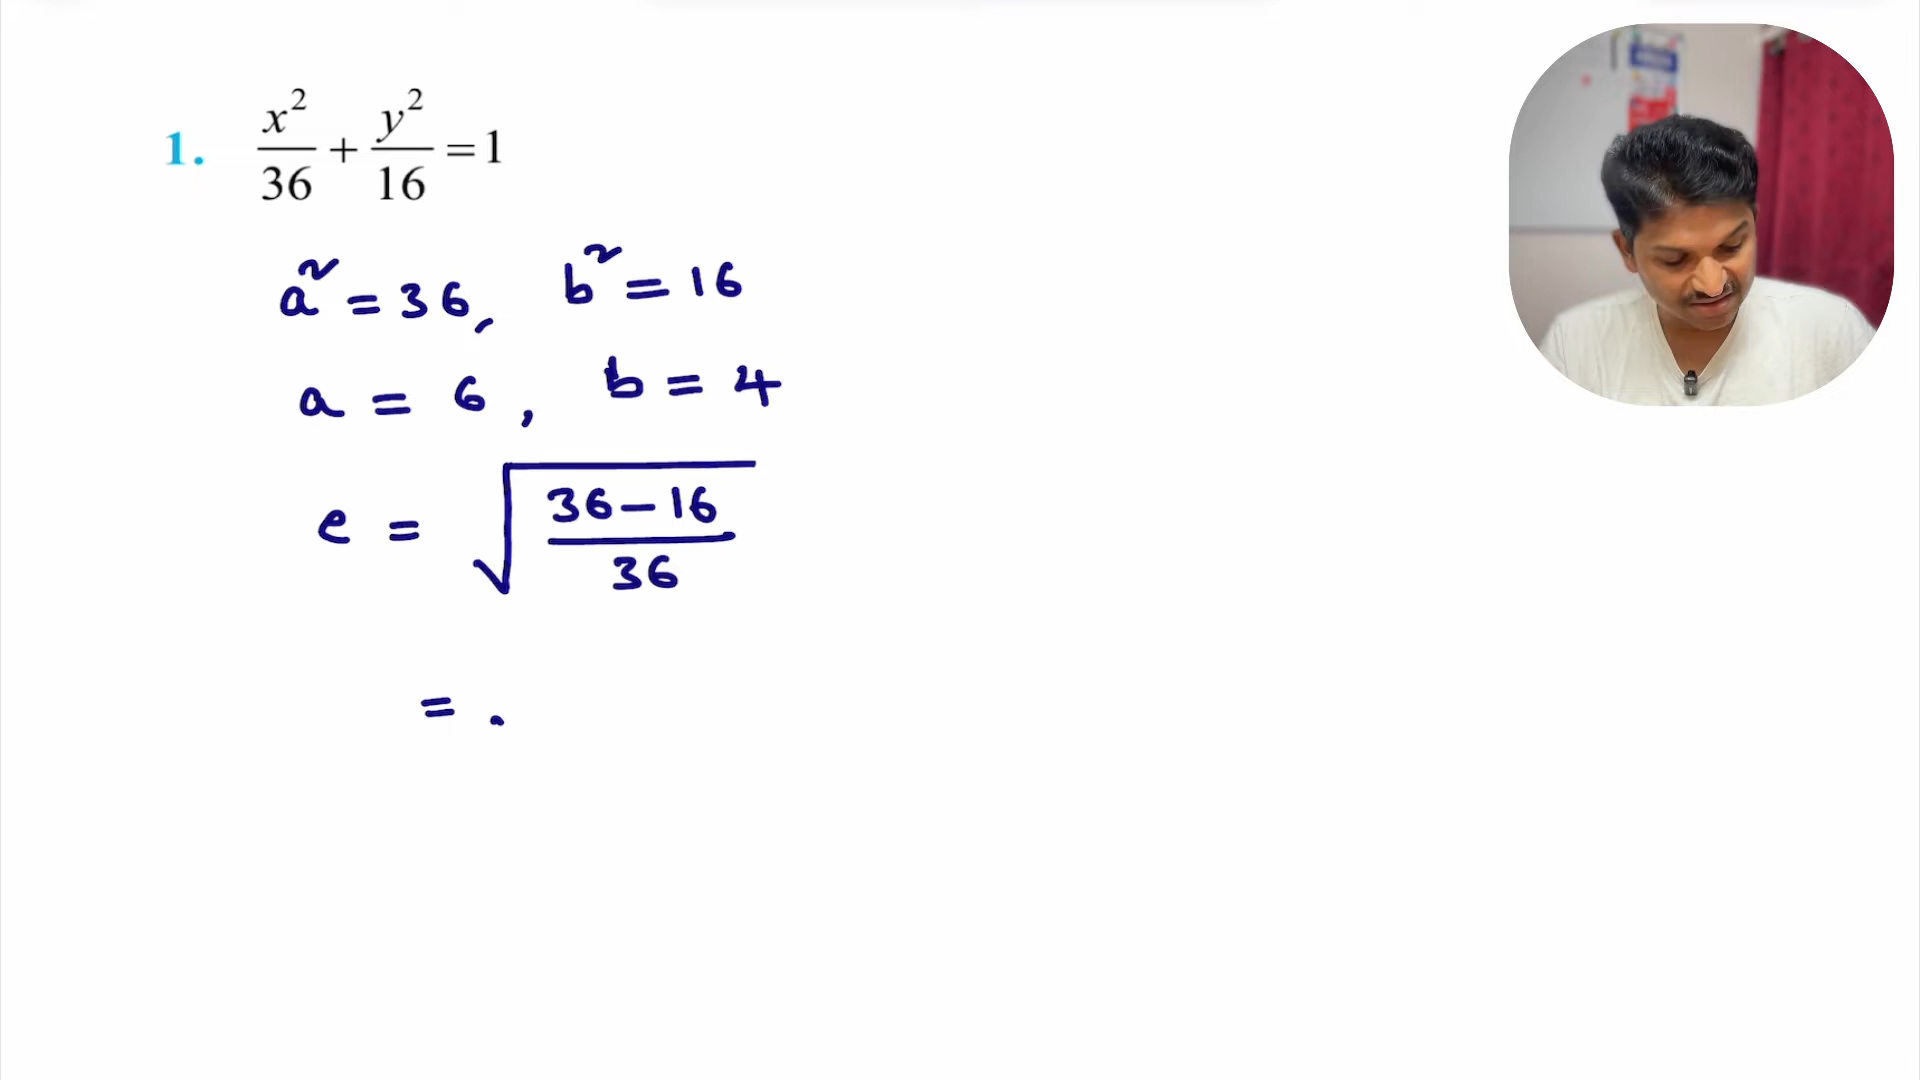 1. x²/36 + y²/16 = 1
a² = 36, b² = 16
a = 6, b = 4
e = √((36 − 16)/36)
= .